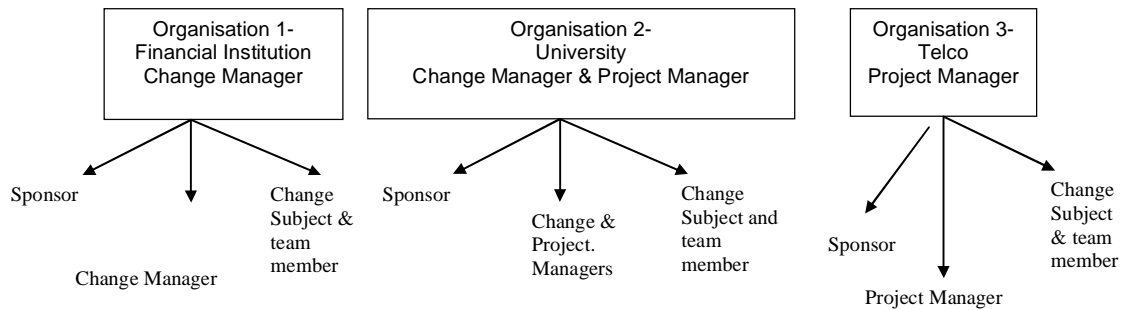 Organisation 1-
Financial Institution
Change Manager
Organisation 2-
University
Change Manager & Project Manager
Organisation 3-
Telco
Project Manager
Sponsor
Change Manager
Change
Subject &
team
member
Sponsor
Change &
Project.
Managers
Change
Subject and
team
member
Sponsor
Project Manager
Change
Subject
& team
member